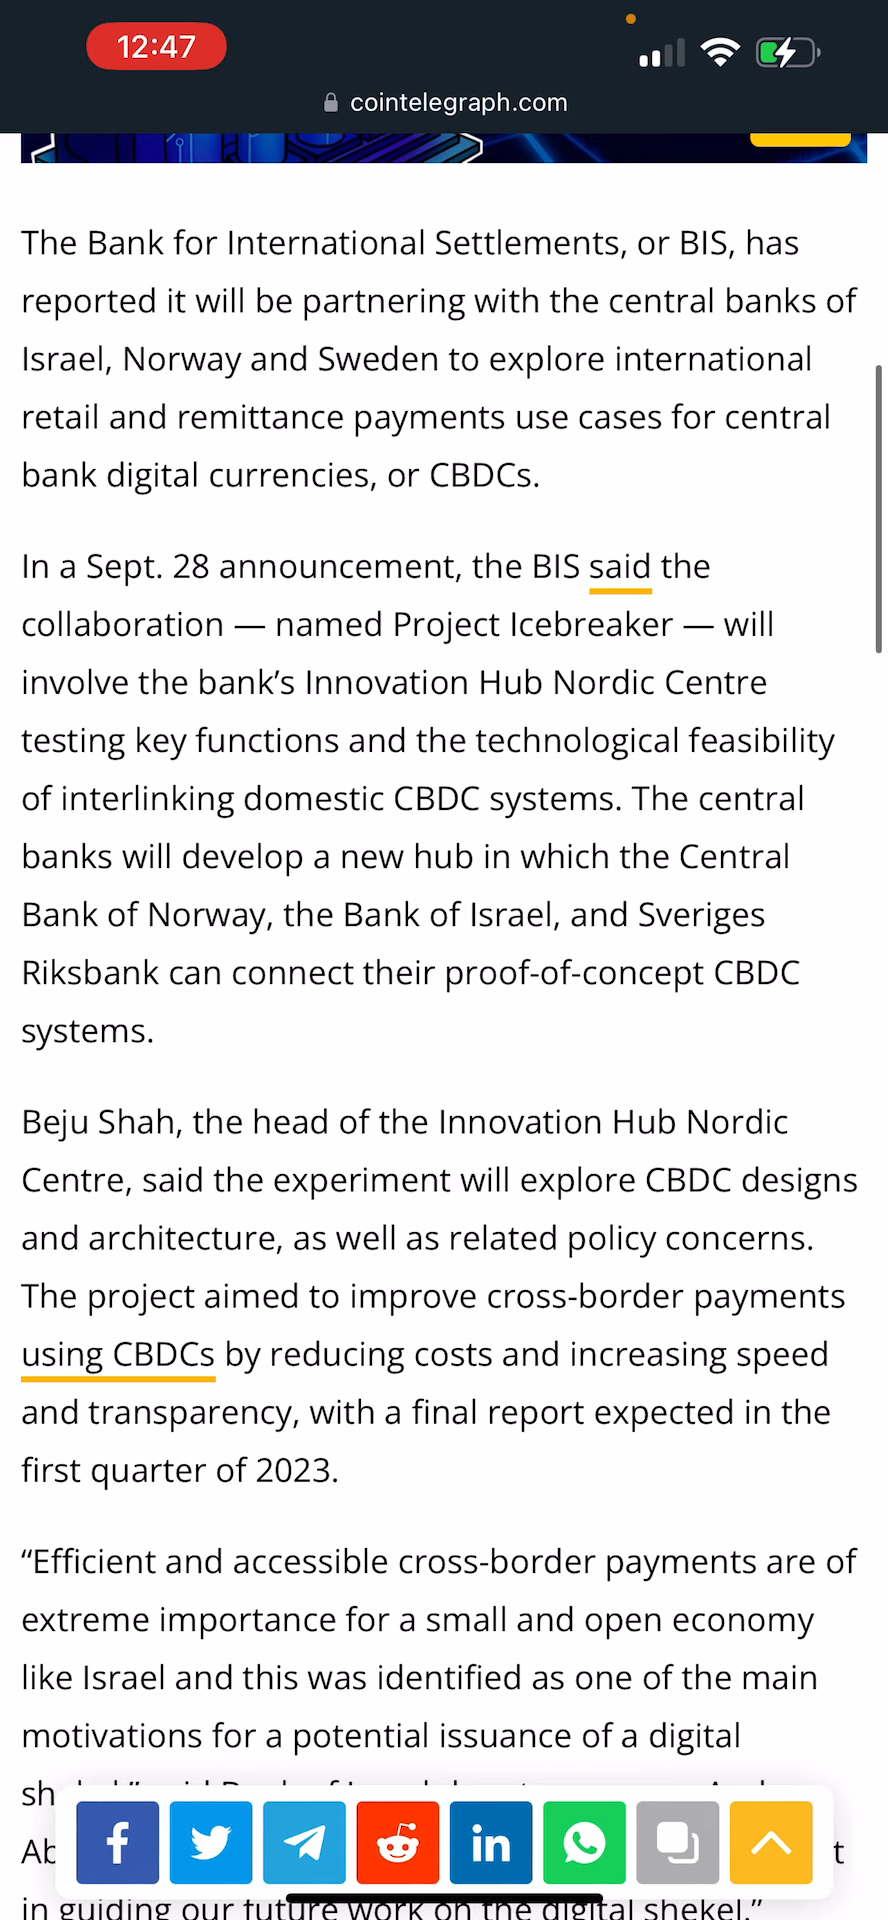 12:47
cointelegraph.com
The Bank for International Settlements, or BIS, has
reported it will be partnering with the central banks of
Israel, Norway and Sweden to explore international
retail and remittance payments use cases for central
bank digital currencies, or CBDCs.
In a Sept. 28 announcement, the BIS said the
collaboration — named Project Icebreaker — will
involve the bank’s Innovation Hub Nordic Centre
testing key functions and the technological feasibility
of interlinking domestic CBDC systems. The central
banks will develop a new hub in which the Central
Bank of Norway, the Bank of Israel, and Sveriges
Riksbank can connect their proof-of-concept CBDC
systems.
Beju Shah, the head of the Innovation Hub Nordic
Centre, said the experiment will explore CBDC designs
and architecture, as well as related policy concerns.
The project aimed to improve cross-border payments
using CBDCs by reducing costs and increasing speed
and transparency, with a final report expected in the
first quarter of 2023.
“Efficient and accessible cross-border payments are of
extreme importance for a small and open economy
like Israel and this was identified as one of the main
motivations for a potential issuance of a digital
in guiding our future work on the digital shekel.”